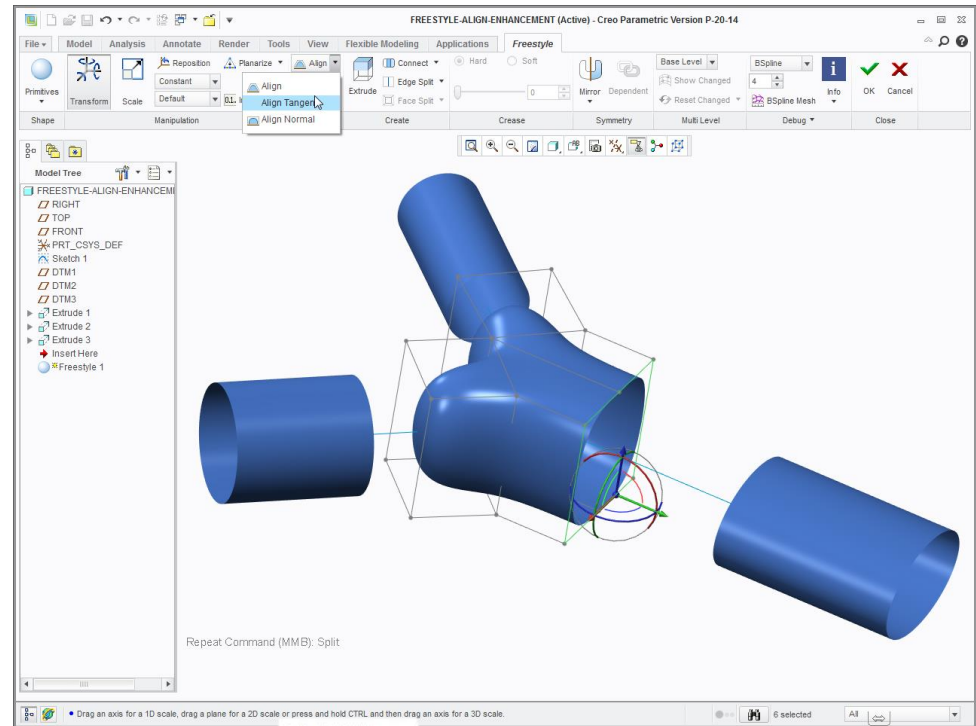 FREESTYLE-ALIGN-ENHANCEMENT (Active) - Creo Parametric Version P-20-14
File Model Analysis Annotate Render Tools View Flexible Modeling Applications Freestyle
Reposition Planarize Align Connect Hard Soft Base Level BSpline
Constant Align Edge Split Show Changed 4
Primitives Transform Scale Default 0.1. Align Tangen Extrude Face Split 0 Mirror Dependent Reset Changed BSpline Mesh Info OK Cancel
Align Normal
Shape Manipulation Create Crease Symmetry Multi Level Debug Close
Model Tree
FREESTYLE-ALIGN-ENHANCEMI
RIGHT
TOP
FRONT
PRT_CSYS_DEF
Sketch 1
DTM1
DTM2
DTM3
Extrude 1
Extrude 2
Extrude 3
Insert Here
Freestyle 1
Repeat Command (MMB): Split
Drag an axis for a 1D scale, drag a plane for a 2D scale or press and hold CTRL and then drag an axis for a 3D scale.
6 selected All